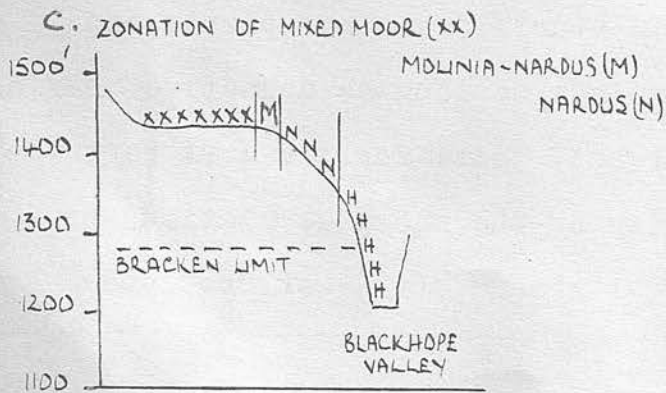 C. ZONATION OF MIXED MOOR (XX)
MOLINIA-NARDUS (M)
NARDUS (N)
1500'
1400
1300
1200
1100
XXXXXXX M
N
N
N
H
H
H
H
H
BRACKEN LIMIT
BLACKHOPE
VALLEY